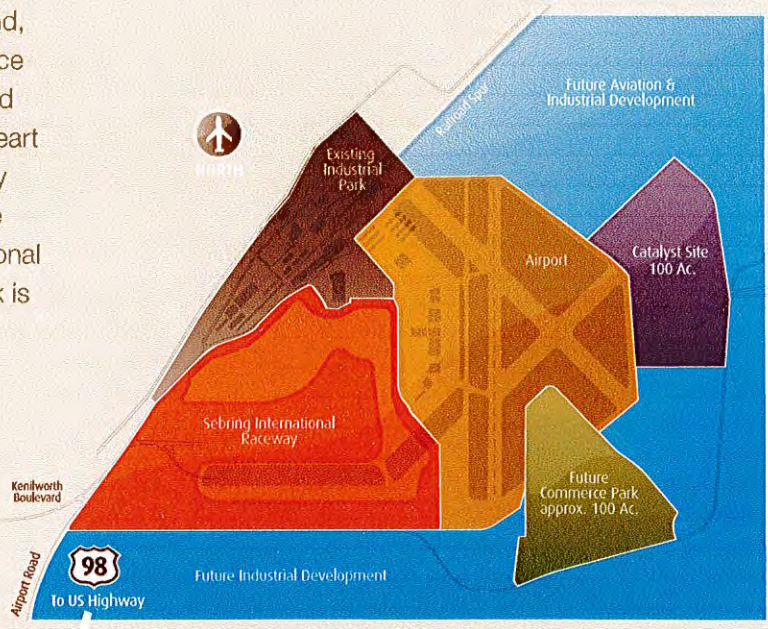 nd,
ce
d
eart
y
e
onal
k is
NORTH
Railroad Spur
Future Aviation &
Industrial Development
Existing
Industrial
Park
Airport
Catalyst Site
100 Ac.
Sebring International
Raceway
Kenilworth
Boulevard
Future
Commerce Park
approx. 100 Ac.
Airport Road
98
To US Highway
Future Industrial Development